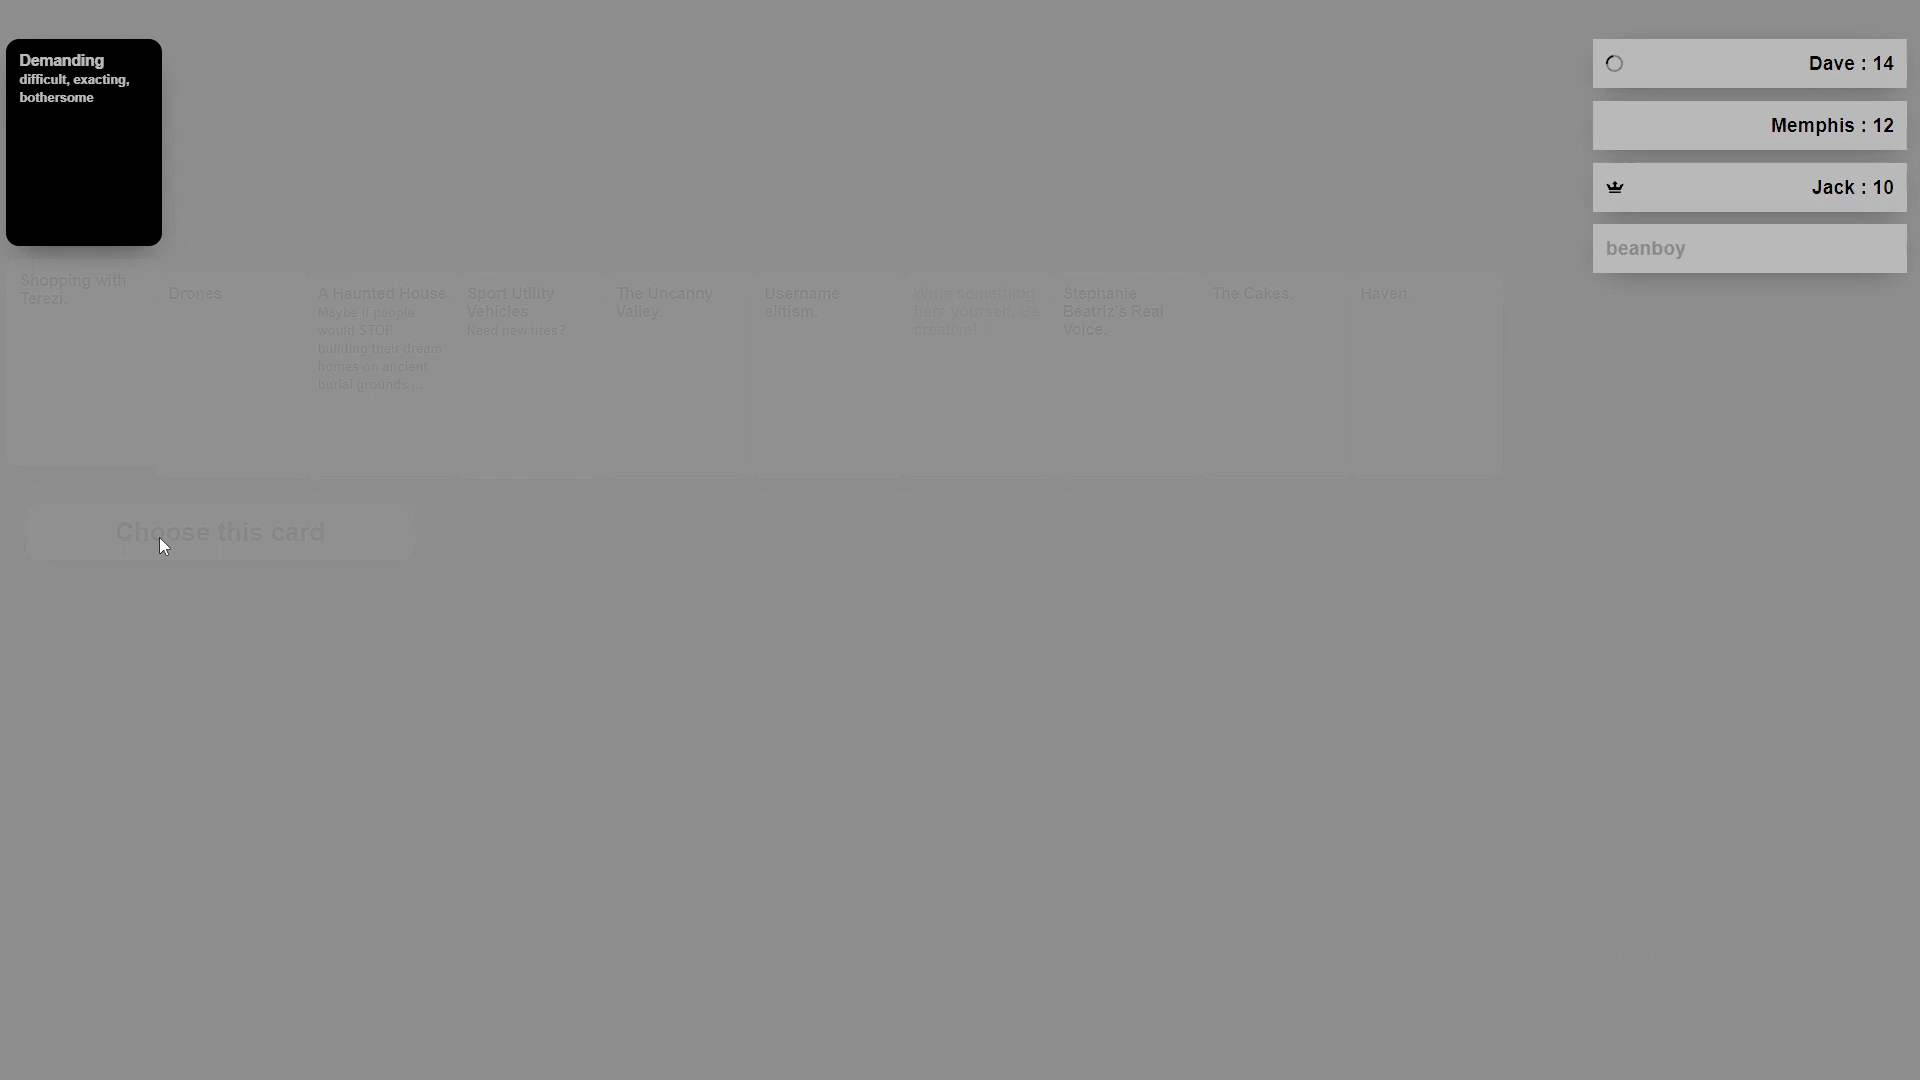 Demanding
difficult, exacting,
bothersome
Dave : 14
Memphis : 12
Jack : 10
beanboy
Shopping with
Terezi.
Drones
A Haunted House
Maybe if people
would STOP
building their dream
homes on ancient
burial grounds ...
Sport Utility
Vehicles
Need new tires?
The Uncanny
Valley.
Username
elitism.
Write something
here yourself. Be
creative!
Stephanie
Beatriz's Real
Voice.
The Cakes.
Haven.
Choose this card